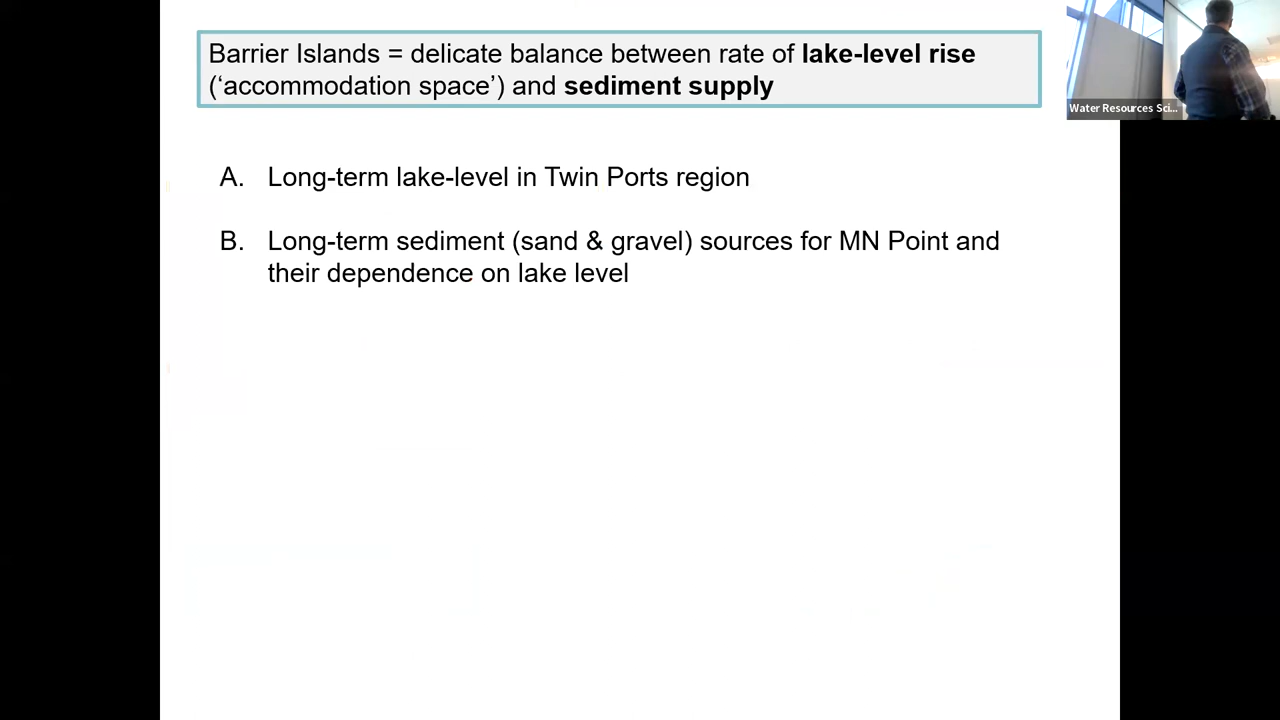 Barrier Islands = delicate balance between rate of lake-level rise
(‘accommodation space’) and sediment supply
Water Resources Sci...
A. Long-term lake-level in Twin Ports region
B. Long-term sediment (sand & gravel) sources for MN Point and
their dependence on lake level